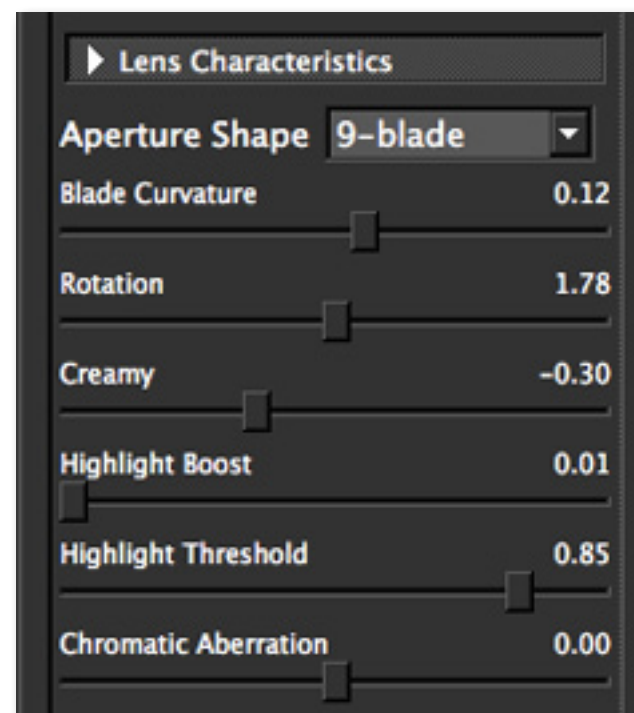 Lens Characteristics
Aperture Shape 9-blade
Blade Curvature 0.12
Rotation 1.78
Creamy -0.30
Highlight Boost 0.01
Highlight Threshold 0.85
Chromatic Aberration 0.00